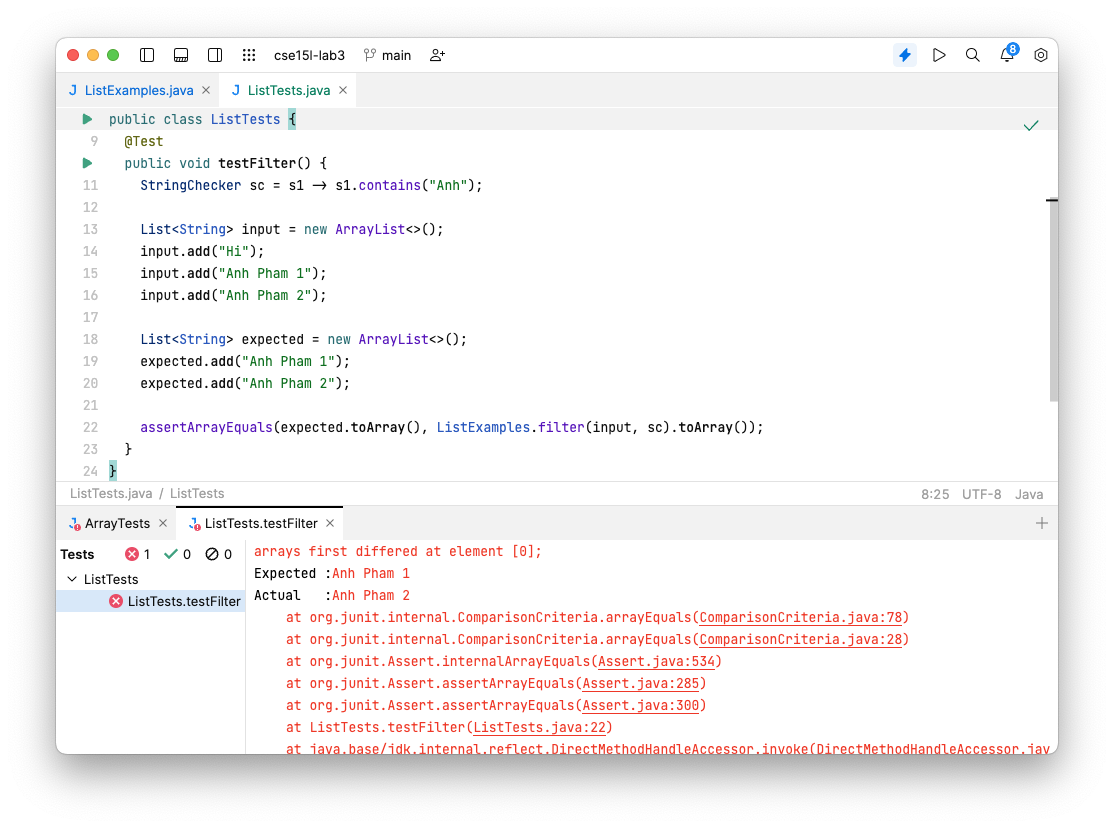 cse15l-lab3 main 8
ListExamples.java ListTests.java
public class ListTests {
9 @Test
public void testFilter() {
11 StringChecker sc = s1 -> s1.contains("Anh");
12
13 List<String> input = new ArrayList<>();
14 input.add("Hi");
15 input.add("Anh Pham 1");
16 input.add("Anh Pham 2");
17
18 List<String> expected = new ArrayList<>();
19 expected.add("Anh Pham 1");
20 expected.add("Anh Pham 2");
21
22 assertArrayEquals(expected.toArray(), ListExamples.filter(input, sc).toArray());
23 }
24 }
ListTests.java / ListTests 8:25 UTF-8 Java
ArrayTests ListTests.testFilter
Tests 1 0 0
ListTests
ListTests.testFilter
arrays first differed at element [0];
Expected :Anh Pham 1
Actual :Anh Pham 2
at org.junit.internal.ComparisonCriteria.arrayEquals(ComparisonCriteria.java:78)
at org.junit.internal.ComparisonCriteria.arrayEquals(ComparisonCriteria.java:28)
at org.junit.Assert.internalArrayEquals(Assert.java:534)
at org.junit.Assert.assertArrayEquals(Assert.java:285)
at org.junit.Assert.assertArrayEquals(Assert.java:300)
at ListTests.testFilter(ListTests.java:22)
at java.base/jdk.internal.reflect.DirectMethodHandleAccessor.invoke(DirectMethodHandleAccessor.jav